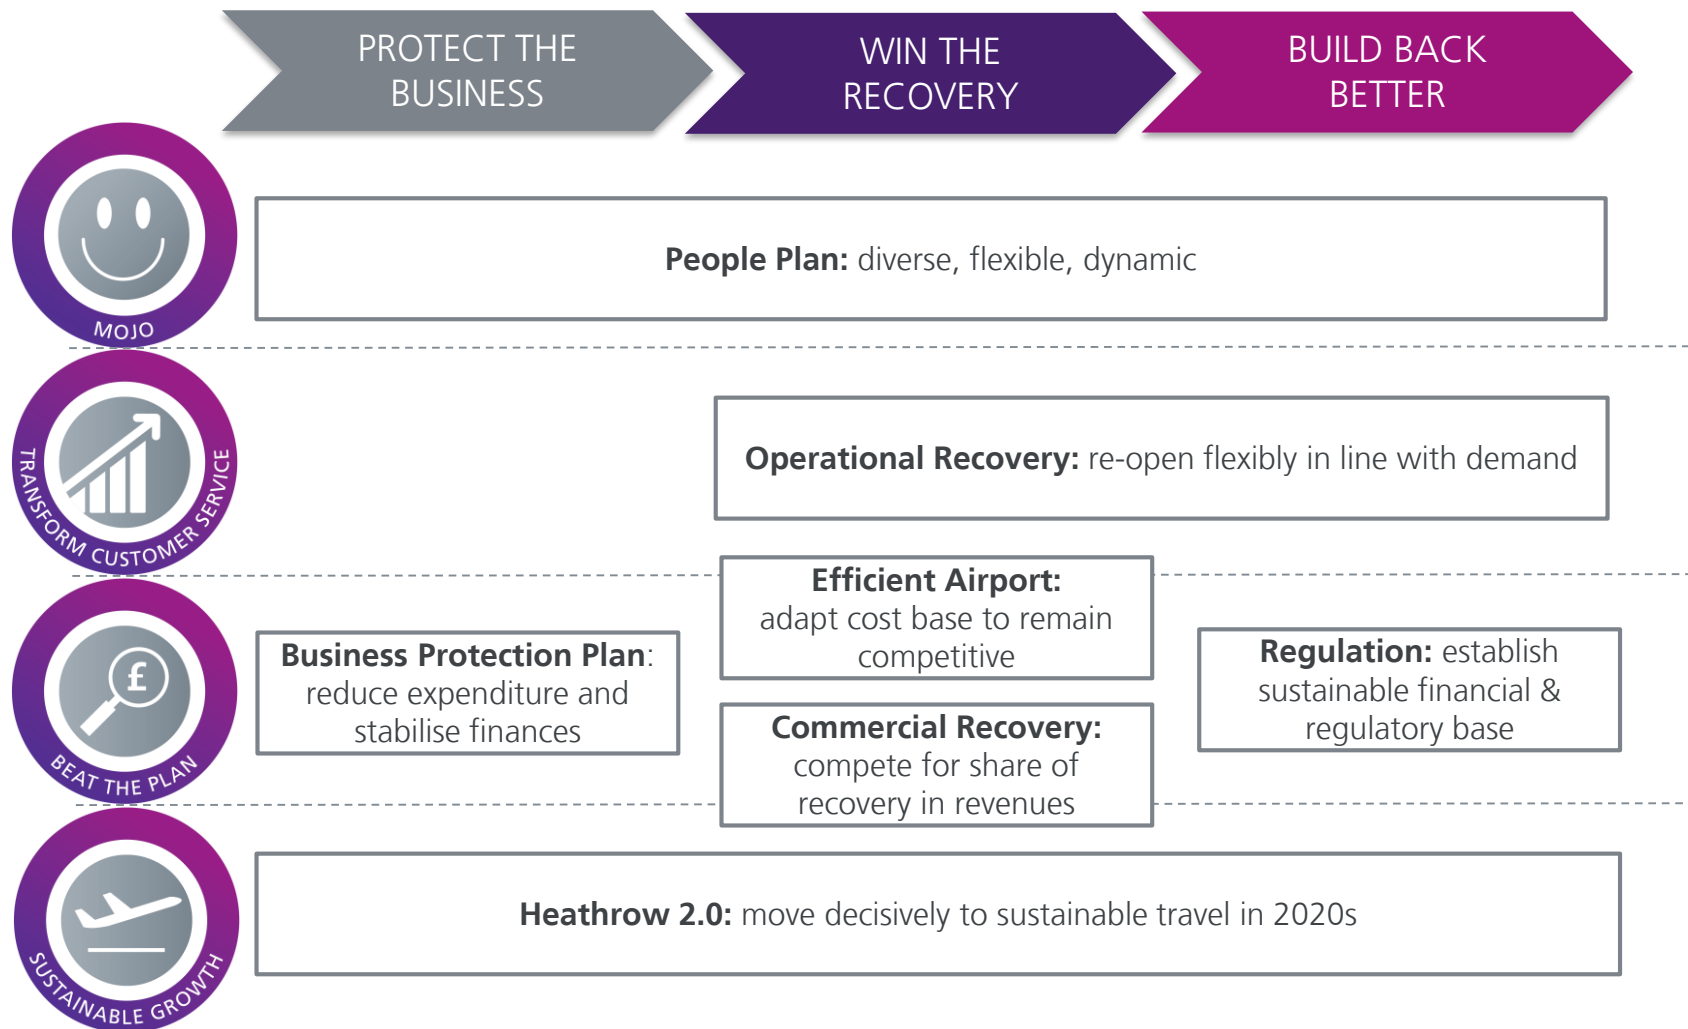 PROTECT THE
BUSINESS
WIN THE
RECOVERY
BUILD BACK
BETTER
MOJO
People Plan: diverse, flexible, dynamic
TRANSFORM CUSTOMER SERVICE
Operational Recovery: re-open flexibly in line with demand
BEAT THE PLAN
£
Business Protection Plan:
reduce expenditure and
stabilise finances
Efficient Airport:
adapt cost base to remain
competitive
Commercial Recovery:
compete for share of
recovery in revenues
Regulation: establish
sustainable financial &
regulatory base
SUSTAINABLE GROWTH
Heathrow 2.0: move decisively to sustainable travel in 2020s